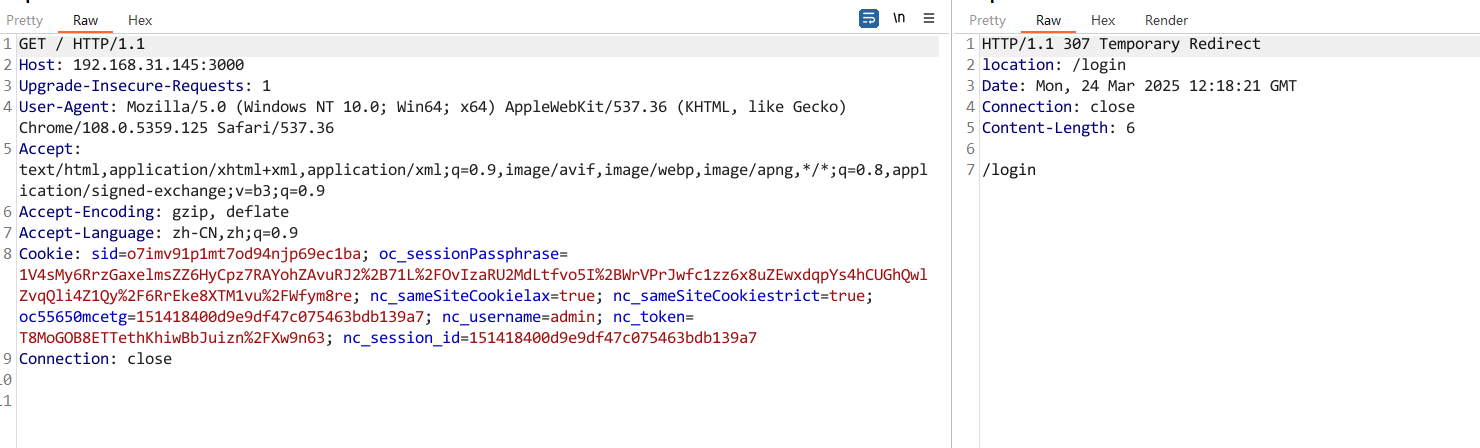 Pretty Raw Hex \n
1 GET / HTTP/1.1
2 Host: 192.168.31.145:3000
3 Upgrade-Insecure-Requests: 1
4 User-Agent: Mozilla/5.0 (Windows NT 10.0; Win64; x64) AppleWebKit/537.36 (KHTML, like Gecko)
Chrome/108.0.5359.125 Safari/537.36
5 Accept:
text/html,application/xhtml+xml,application/xml;q=0.9,image/avif,image/webp,image/apng,*/*;q=0.8,appl
ication/signed-exchange;v=b3;q=0.9
6 Accept-Encoding: gzip, deflate
7 Accept-Language: zh-CN,zh;q=0.9
8 Cookie: sid=o7imv91p1mt7od94njp69ec1ba; oc_sessionPassphrase=
1V4sMy6RrzGaxelmsZZ6HyCpz7RAYohZAvuRJ2%2B71L%2FOvIzaRU2MdLtfvo5I%2BWrVPrJwfc1zz6x8uZEwxdqpYs4hCUGhQwl
ZvqQli4Z1Qy%2F6RrEke8XTM1vu%2FWfym8re; nc_sameSiteCookielax=true; nc_sameSiteCookiestrict=true;
oc55650mcetg=151418400d9e9df47c075463bdb139a7; nc_username=admin; nc_token=
T8MoGOB8ETTethKhiwBbJuizn%2FXw9n63; nc_session_id=151418400d9e9df47c075463bdb139a7
9 Connection: close
10
11
Pretty Raw Hex Render
1 HTTP/1.1 307 Temporary Redirect
2 location: /login
3 Date: Mon, 24 Mar 2025 12:18:21 GMT
4 Connection: close
5 Content-Length: 6
6
7 /login